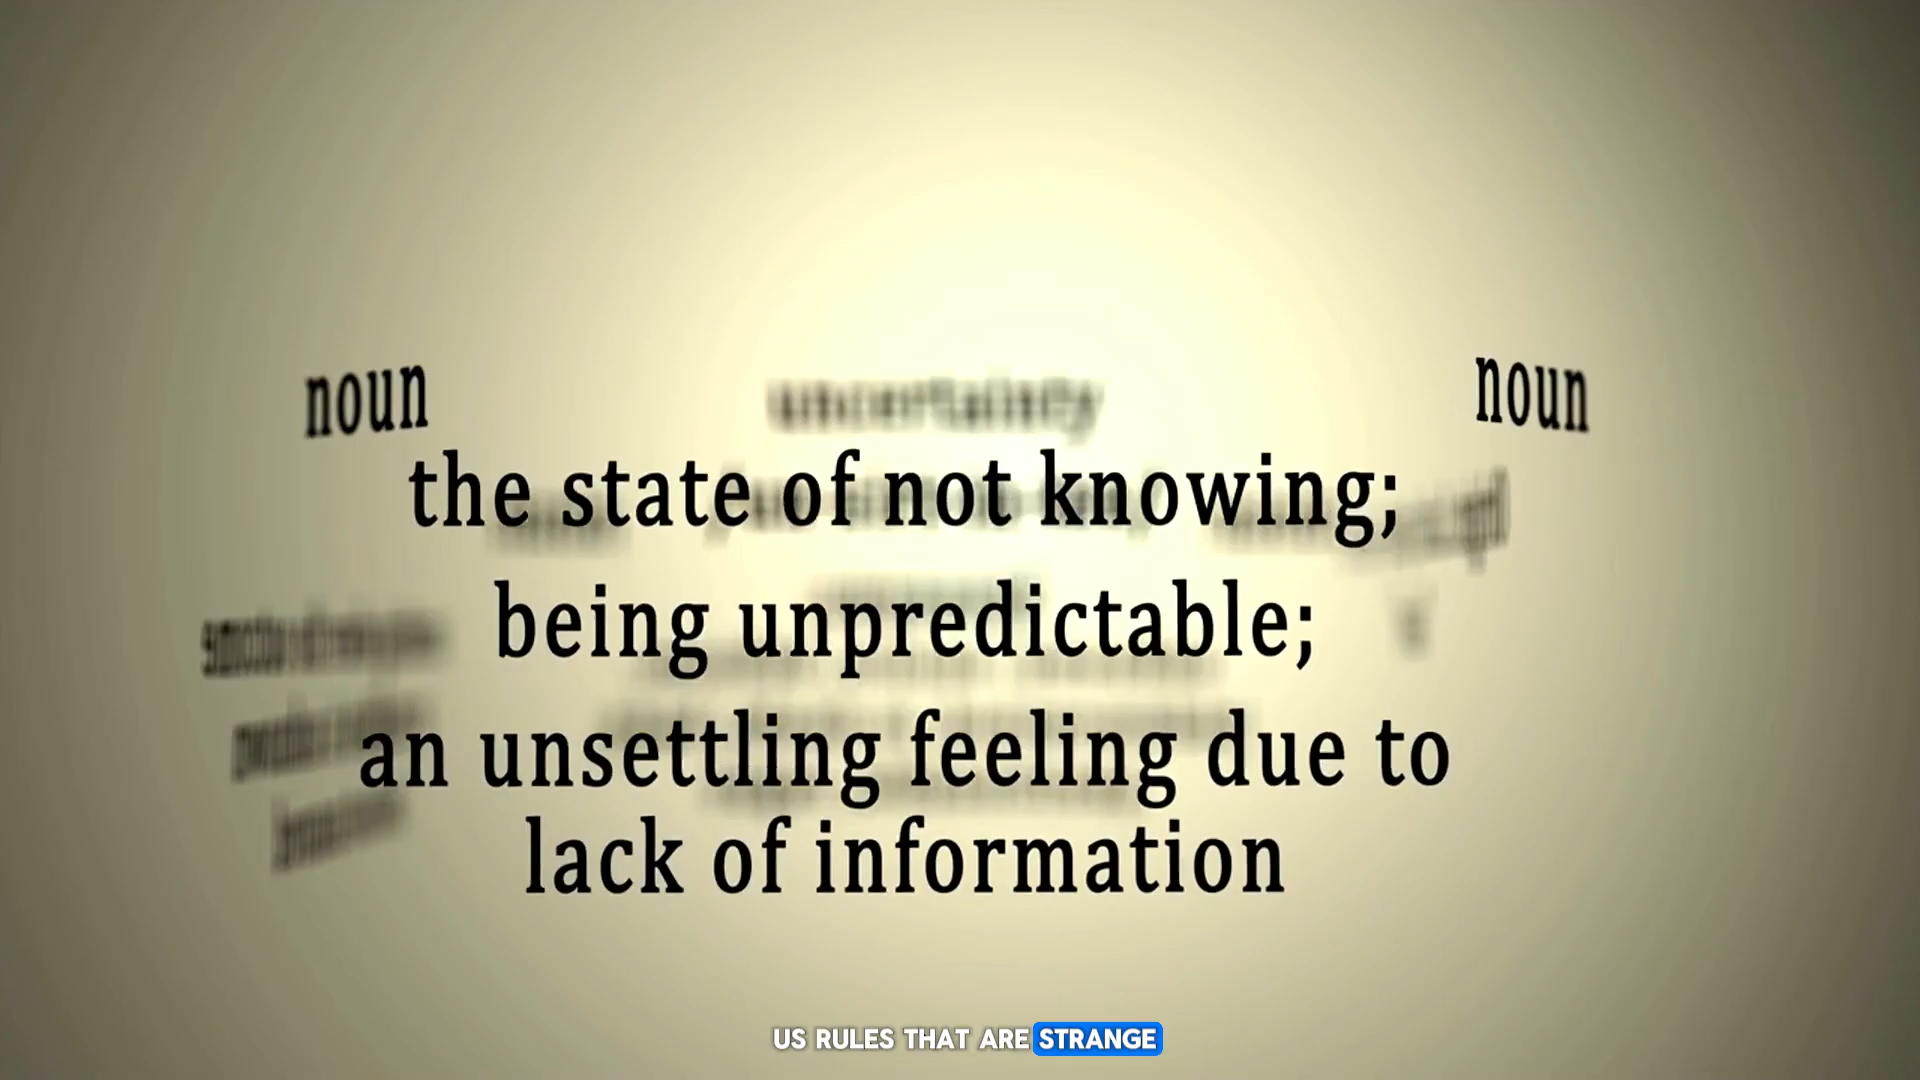 noun
noun
uncertainty
the state of not knowing;
being unpredictable;
an unsettling feeling due to
lack of information
US RULES THAT ARE STRANGE